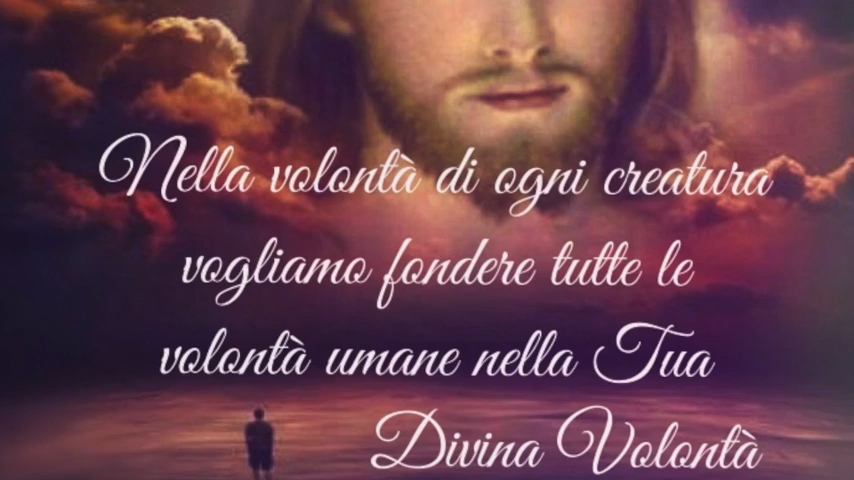 Nella volontà di ogni creatura
vogliamo fondere tutte le
volontà umane nella Tua
Divina Volontà